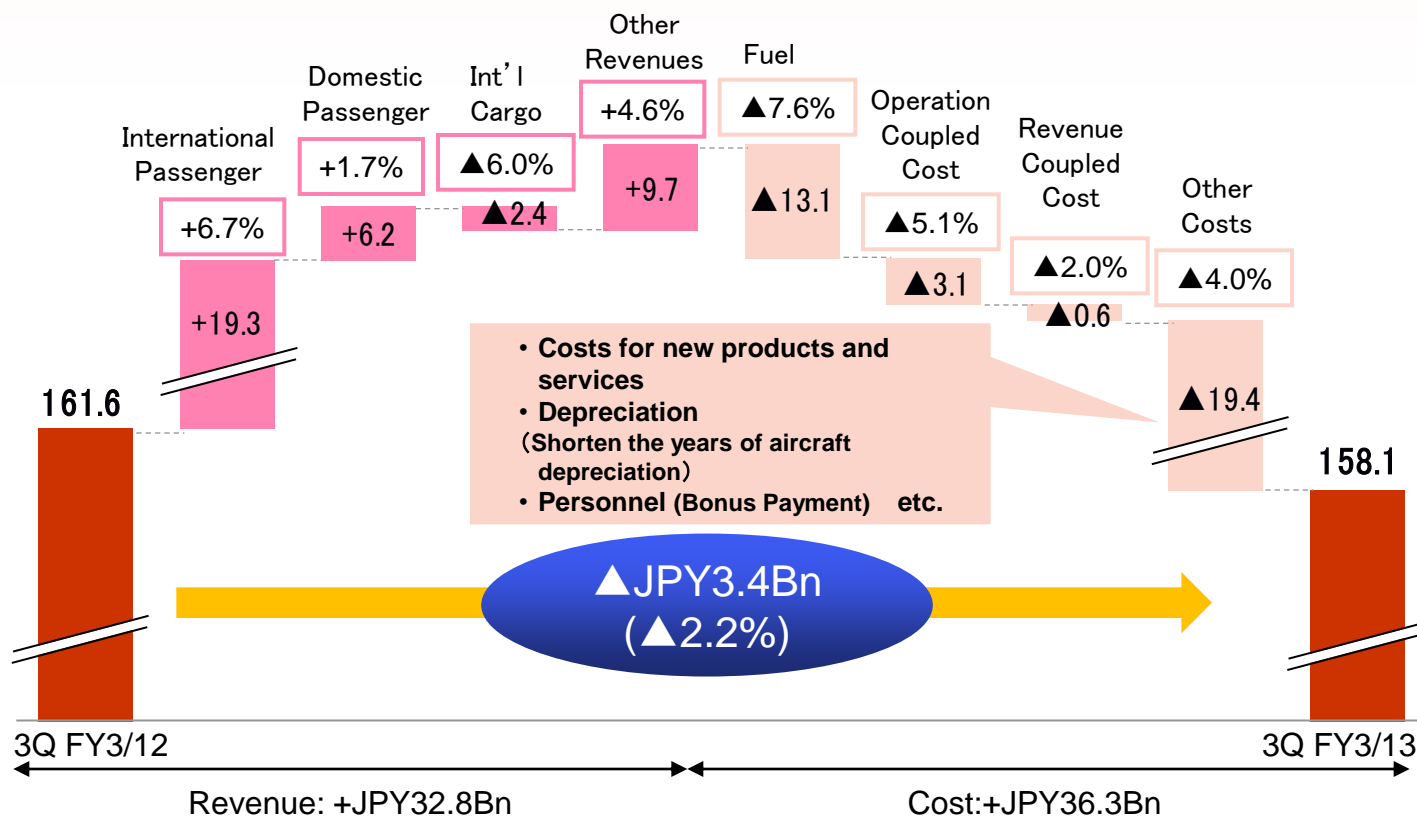 International
Passenger
+6.7%
+19.3
Domestic
Passenger
+1.7%
+6.2
Int'l
Cargo
▲6.0%
▲2.4
Other
Revenues
+4.6%
+9.7
Fuel
▲7.6%
▲13.1
Operation
Coupled
Cost
▲5.1%
▲3.1
Revenue
Coupled
Cost
▲2.0%
▲0.6
Other
Costs
▲4.0%
▲19.4
161.6
158.1
・Costs for new products and
services
・Depreciation
（Shorten the years of aircraft
depreciation）
・Personnel (Bonus Payment) etc.
▲JPY3.4Bn
(▲2.2%)
3Q FY3/12
3Q FY3/13
Revenue: +JPY32.8Bn
Cost:+JPY36.3Bn